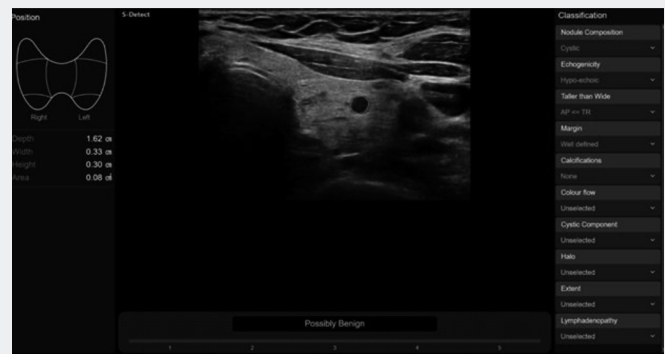 Position
Right Left
Depth 1.62 cm
Width 0.33 cm
Height 0.30 cm
Area 0.08 cm²
S-Detect
Possibly Benign
1 2 3 4 5
Classification
Nodule Composition
Cystic
Echogenicity
Hypo-echoic
Taller than Wide
AP <= TR
Margin
Well defined
Calcifications
None
Colour flow
Unselected
Cystic Component
Unselected
Halo
Unselected
Extent
Unselected
Lymphadenopathy
Unselected